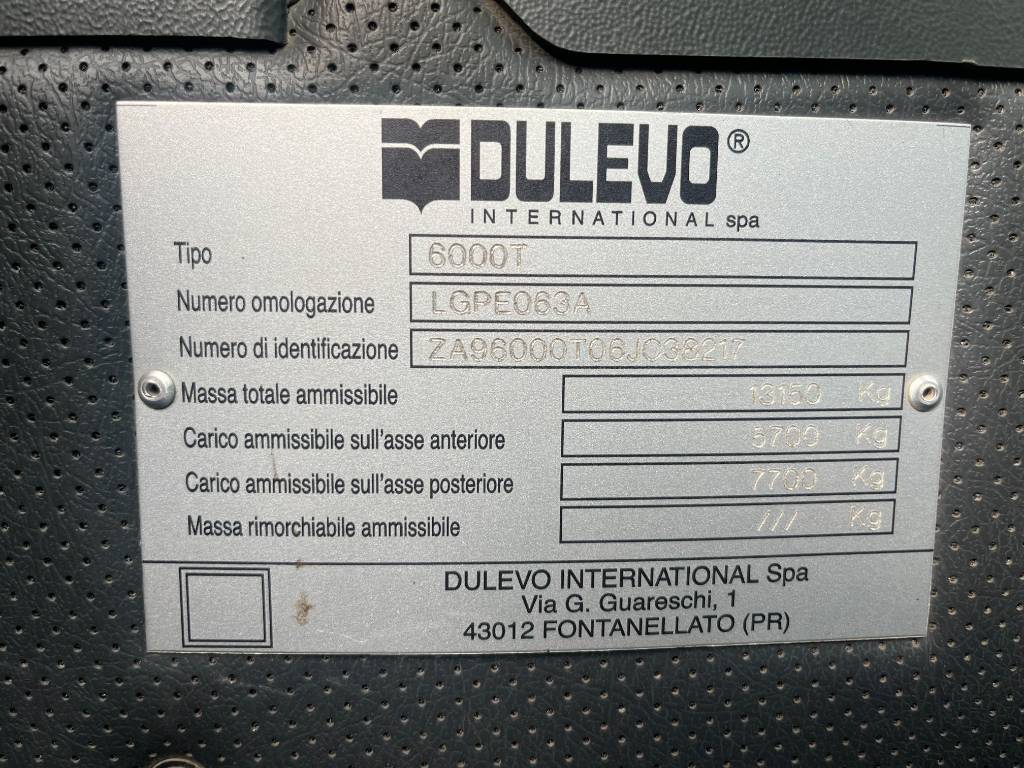 DULEVO®
INTERNATIONAL spa
Tipo 6000T
Numero omologazione LGPE063A
Numero di identificazione ZA96000T06JC38217
Massa totale ammissibile 13150 Kg
Carico ammissibile sull'asse anteriore 5700 Kg
Carico ammissibile sull'asse posteriore 7700 Kg
Massa rimorchiabile ammissibile /// Kg
DULEVO INTERNATIONAL Spa
Via G. Guareschi, 1
43012 FONTANELLATO (PR)